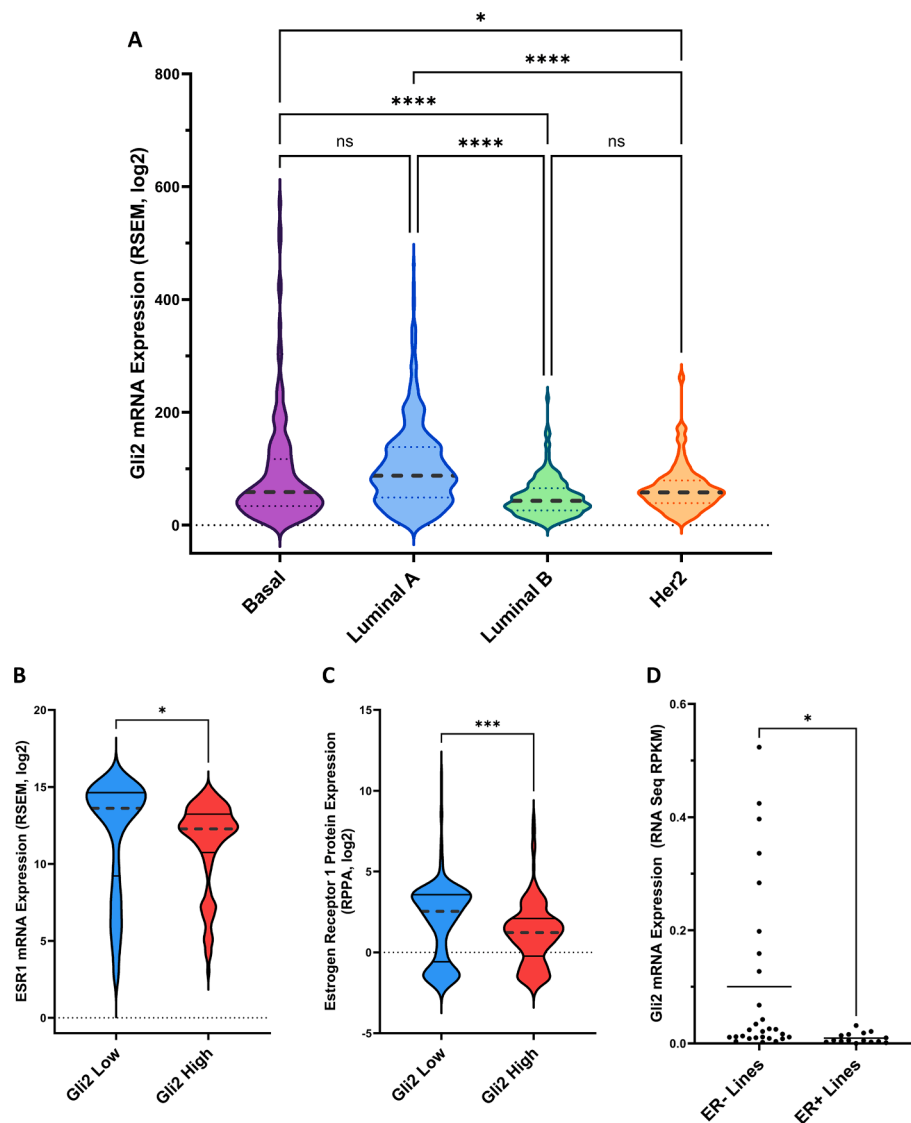 A
*
****
****
ns
****
ns
Gli2 mRNA Expression (RSEM, log2)
800
600
400
200
0
Basal
Luminal A
Luminal B
Her2
B
*
ESR1 mRNA Expression (RSEM, log2)
20
15
10
5
0
Gli2 Low
Gli2 High
C
***
Estrogen Receptor 1 Protein Expression
(RPPA, log2)
15
10
5
0
-5
Gli2 Low
Gli2 High
D
*
Gli2 mRNA Expression (RNA Seq RPKM)
0.6
0.4
0.2
0.0
ER- Lines
ER+ Lines